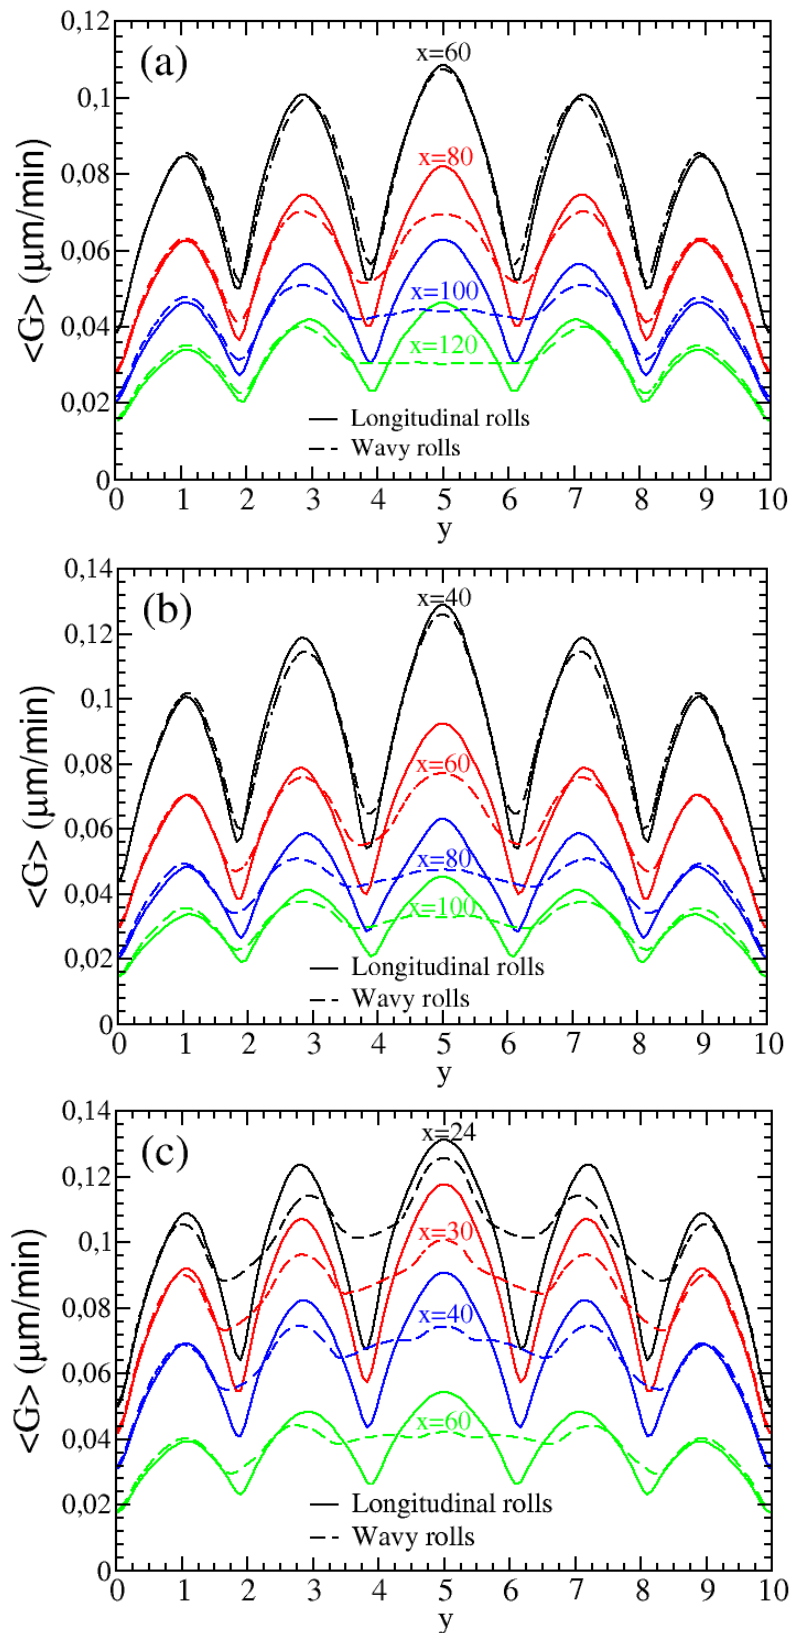 0,12
(a)
x=60
0,1
x=80
0,08
0,06
x=100
0,04
x=120
0,02
Longitudinal rolls
Wavy rolls
0
<G> (μm/min)
0 1 2 3 4 5 6 7 8 9 10
y
0,14
(b)
x=40
0,12
0,1
0,08
x=60
0,06
x=80
0,04
x=100
0,02
Longitudinal rolls
Wavy rolls
0
<G> (μm/min)
0 1 2 3 4 5 6 7 8 9 10
y
0,14
(c)
x=24
0,12
0,1
x=30
0,08
x=40
0,06
x=60
0,04
0,02
Longitudinal rolls
Wavy rolls
0
<G> (μm/min)
0 1 2 3 4 5 6 7 8 9 10
y